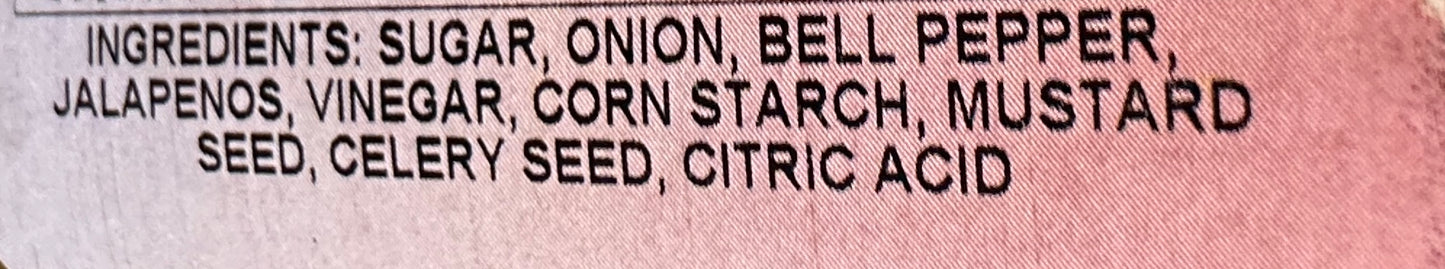 INGREDIENTS: SUGAR, ONION, BELL PEPPER,
JALAPENOS, VINEGAR, CORN STARCH, MUSTARD
SEED, CELERY SEED, CITRIC ACID